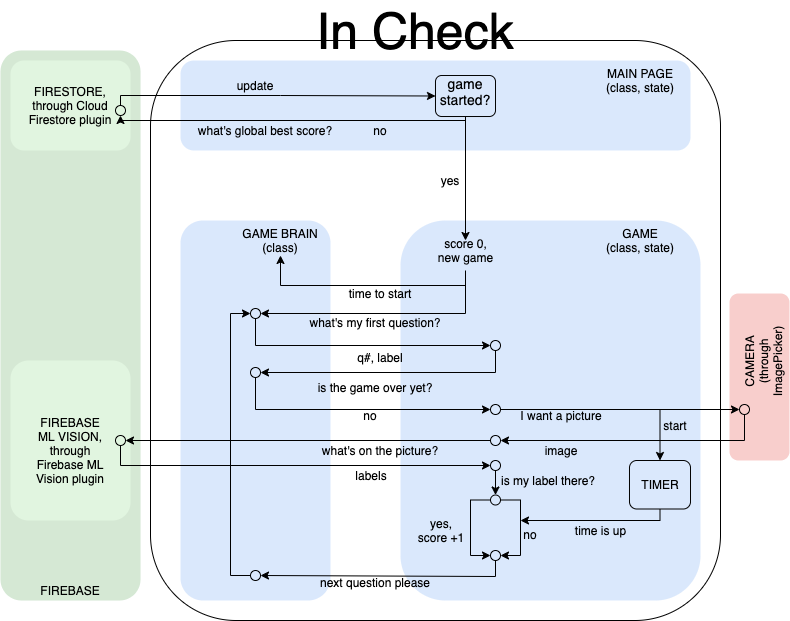 In Check
FIRESTORE,
through Cloud
Firestore plugin
update
game
started?
MAIN PAGE
(class, state)
what's global best score?
no
yes
GAME BRAIN
(class)
score 0,
new game
GAME
(class, state)
time to start
what's my first question?
q#, label
is the game over yet?
no
I want a picture
start
CAMERA
(through
ImagePicker)
FIREBASE
ML VISION,
through
Firebase ML
Vision plugin
what's on the picture?
image
labels
is my label there?
TIMER
yes,
score +1
no
time is up
next question please
FIREBASE